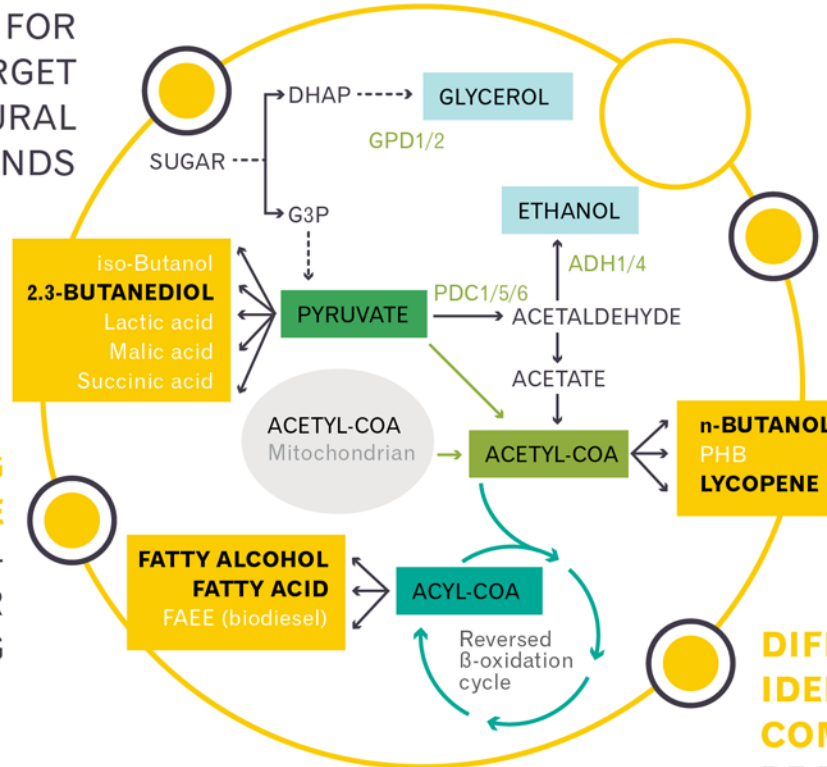 FOR
RGET
URAL
NDS
DHAP
GLYCEROL
GPD1/2
SUGAR
G3P
ETHANOL
ADH1/4
iso-Butanol
2.3-BUTANEDIOL
Lactic acid
Malic acid
Succinic acid
PYRUVATE
PDC1/5/6
ACETALDEHYDE
ACETATE
ACETYL-COA
Mitochondrian
ACETYL-COA
n-BUTANOL
PHB
LYCOPENE
FATTY ALCOHOL
FATTY ACID
FAEE (biodiesel)
ACYL-COA
Reversed
ß-oxidation
cycle
DIF
IDE
COM